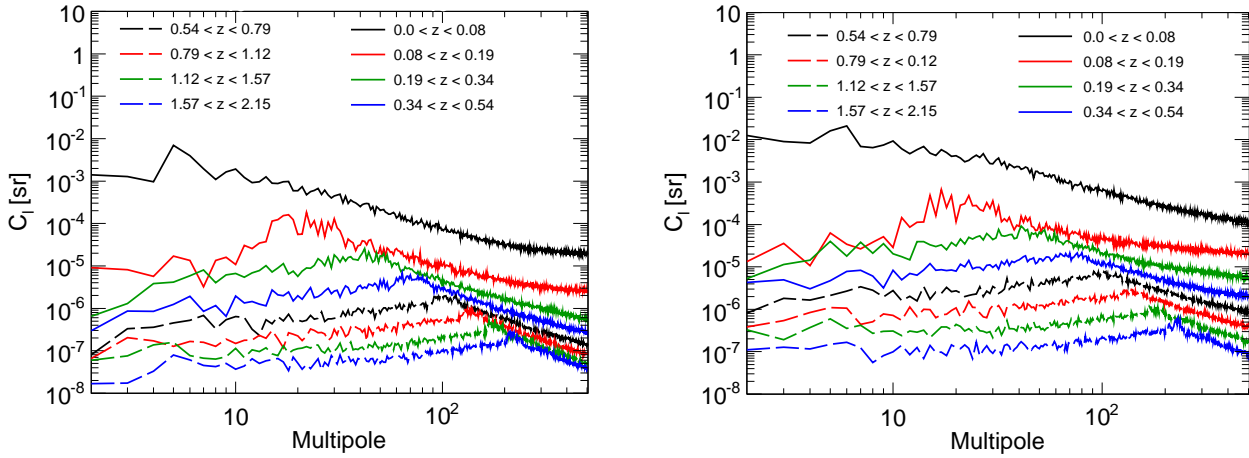 0.54 < z < 0.79
0.0 < z < 0.08
0.79 < z < 1.12
0.08 < z < 0.19
1.12 < z < 1.57
0.19 < z < 0.34
1.57 < z < 2.15
0.34 < z < 0.54
10
1
10^-1
10^-2
10^-3
10^-4
10^-5
10^-6
10^-7
10^-8
C_l [sr]
10
10^2
Multipole
0.54 < z < 0.79
0.0 < z < 0.08
0.79 < z < 0.12
0.08 < z < 0.19
1.12 < z < 1.57
0.19 < z < 0.34
1.57 < z < 2.15
0.34 < z < 0.54
10
1
10^-1
10^-2
10^-3
10^-4
10^-5
10^-6
10^-7
10^-8
C_l [sr]
10
10^2
Multipole